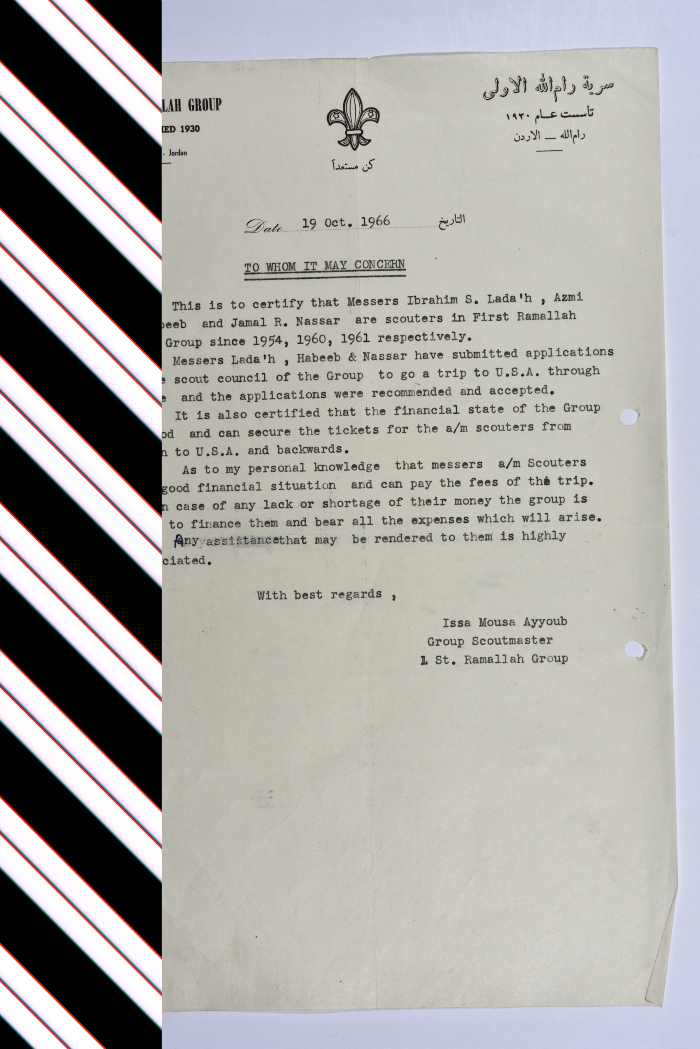 LAH GROUP
سرية رام الله الاولى
1930
تأسست عام ١٩٣٠
- Jordan
رام الله — الاردن
كن مستعداً
Date 19 Oct. 1966 التاريخ
TO WHOM IT MAY CONCERN
This is to certify that Messers Ibrahim S. Lada'h , Azmi
and Jamal R. Nassar are scouters in First Ramallah
Group since 1954, 1960, 1961 respectively.
Messers Lada'h , Habeeb & Nassar have submitted applications
scout council of the Group to go a trip to U.S.A. through
and the applications were recommended and accepted.
It is also certified that the financial state of the Group
and can secure the tickets for the a/m scouters from
to U.S.A. and backwards.
As to my personal knowledge that messers a/m Scouters
good financial situation and can pay the fees of the trip.
case of any lack or shortage of their money the group is
to finance them and bear all the expenses which will arise.
Any assistancethat may be rendered to them is highly
ciated.
With best regards ,
Issa Mousa Ayyoub
Group Scoutmaster
1 St. Ramallah Group